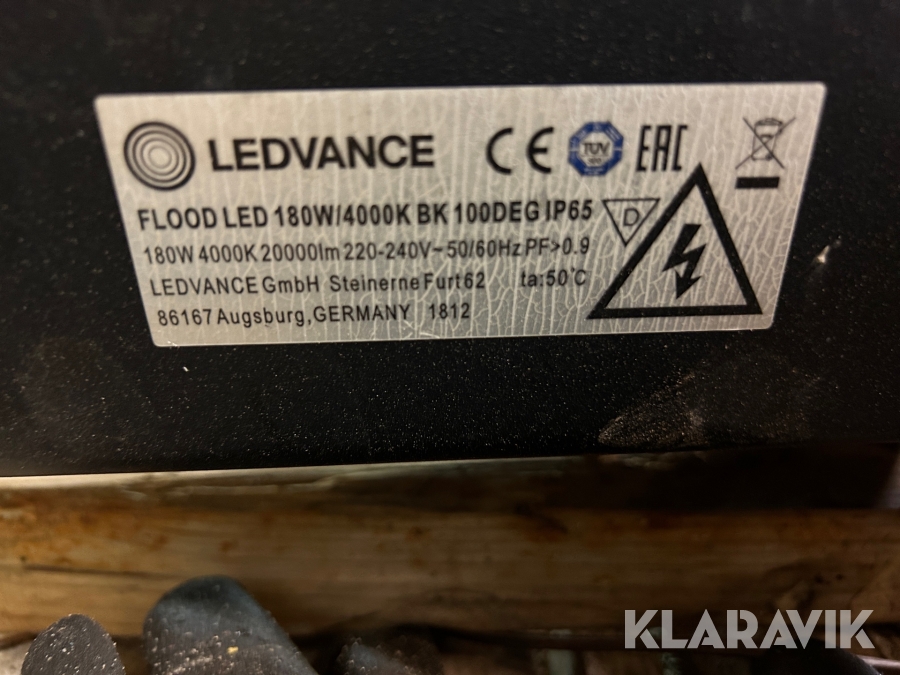 LEDVANCE CE TÜV EAC
FLOOD LED 180W/4000K BK 100DEG IP65 D
180W 4000K 20000lm 220-240V~50/60Hz PF>0.9
LEDVANCE GmbH Steinerne Furt 62 ta:50°C
86167 Augsburg, GERMANY 1812
KLARAVIK